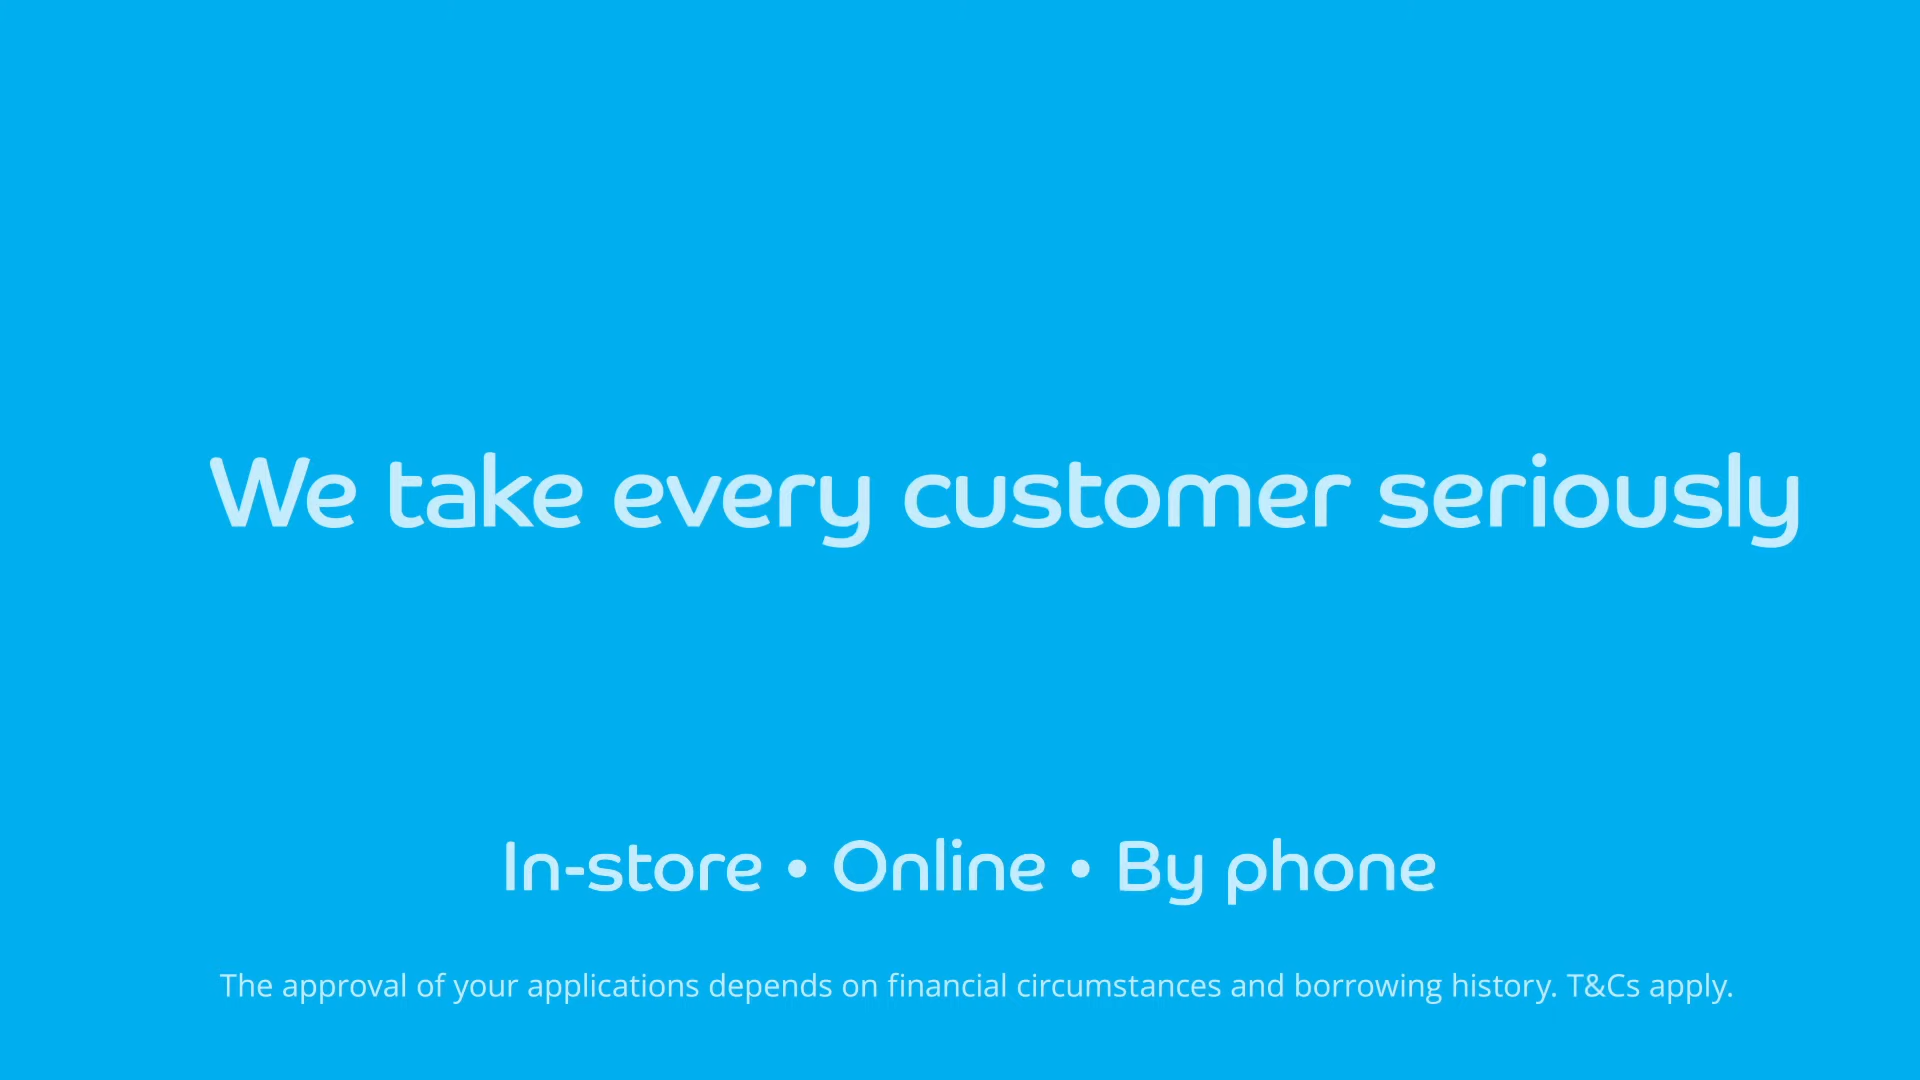 We take every customer seriously
In-store • Online • By phone
The approval of your applications depends on financial circumstances and borrowing history. T&Cs apply.